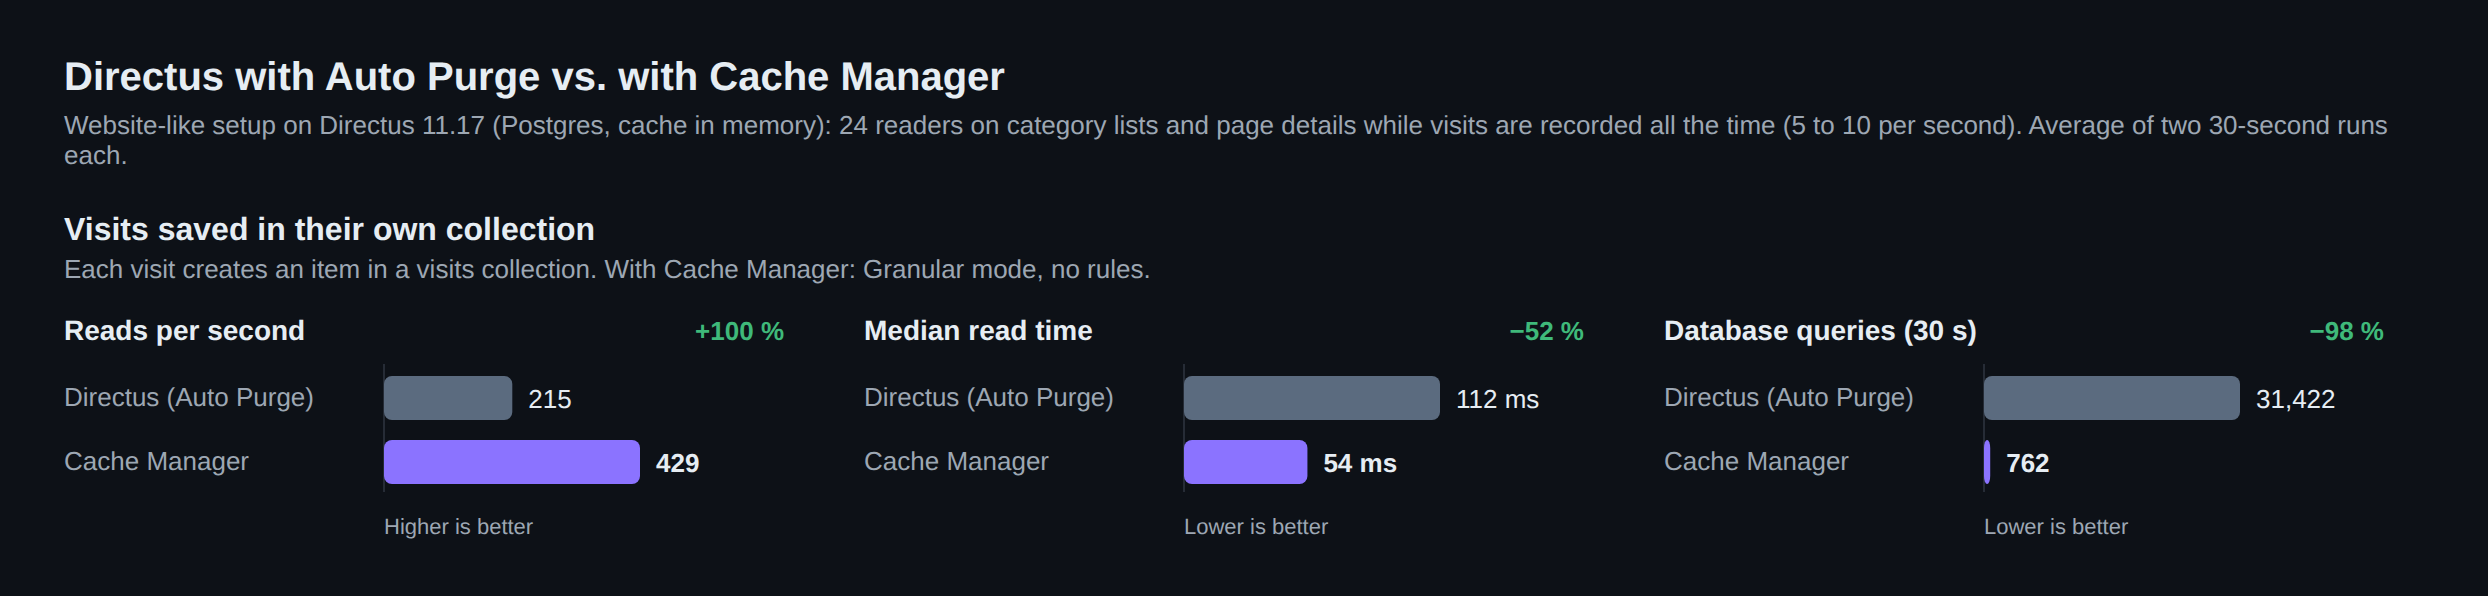 Directus with Auto Purge vs. with Cache Manager
Website-like setup on Directus 11.17 (Postgres, cache in memory): 24 readers on category lists and page details while visits are recorded all the time (5 to 10 per second). Average of two 30-second runs
each.
Visits saved in their own collection
Each visit creates an item in a visits collection. With Cache Manager: Granular mode, no rules.
Reads per second +100 %
Directus (Auto Purge) 215
Cache Manager 429
Higher is better
Median read time −52 %
Directus (Auto Purge) 112 ms
Cache Manager 54 ms
Lower is better
Database queries (30 s) −98 %
Directus (Auto Purge) 31,422
Cache Manager 762
Lower is better